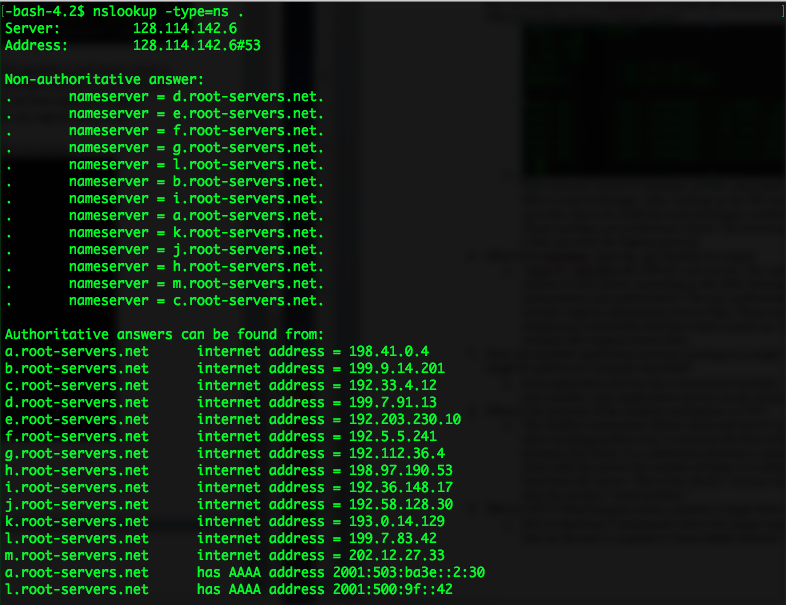 [-bash-4.2$ nslookup -type=ns .
Server: 128.114.142.6
Address: 128.114.142.6#53
Non-authoritative answer:
. nameserver = d.root-servers.net.
. nameserver = e.root-servers.net.
. nameserver = f.root-servers.net.
. nameserver = g.root-servers.net.
. nameserver = l.root-servers.net.
. nameserver = b.root-servers.net.
. nameserver = i.root-servers.net.
. nameserver = a.root-servers.net.
. nameserver = k.root-servers.net.
. nameserver = j.root-servers.net.
. nameserver = h.root-servers.net.
. nameserver = m.root-servers.net.
. nameserver = c.root-servers.net.
Authoritative answers can be found from:
a.root-servers.net internet address = 198.41.0.4
b.root-servers.net internet address = 199.9.14.201
c.root-servers.net internet address = 192.33.4.12
d.root-servers.net internet address = 199.7.91.13
e.root-servers.net internet address = 192.203.230.10
f.root-servers.net internet address = 192.5.5.241
g.root-servers.net internet address = 192.112.36.4
h.root-servers.net internet address = 198.97.190.53
i.root-servers.net internet address = 192.36.148.17
j.root-servers.net internet address = 192.58.128.30
k.root-servers.net internet address = 193.0.14.129
l.root-servers.net internet address = 199.7.83.42
m.root-servers.net internet address = 202.12.27.33
a.root-servers.net has AAAA address 2001:503:ba3e::2:30
l.root-servers.net has AAAA address 2001:500:9f::42